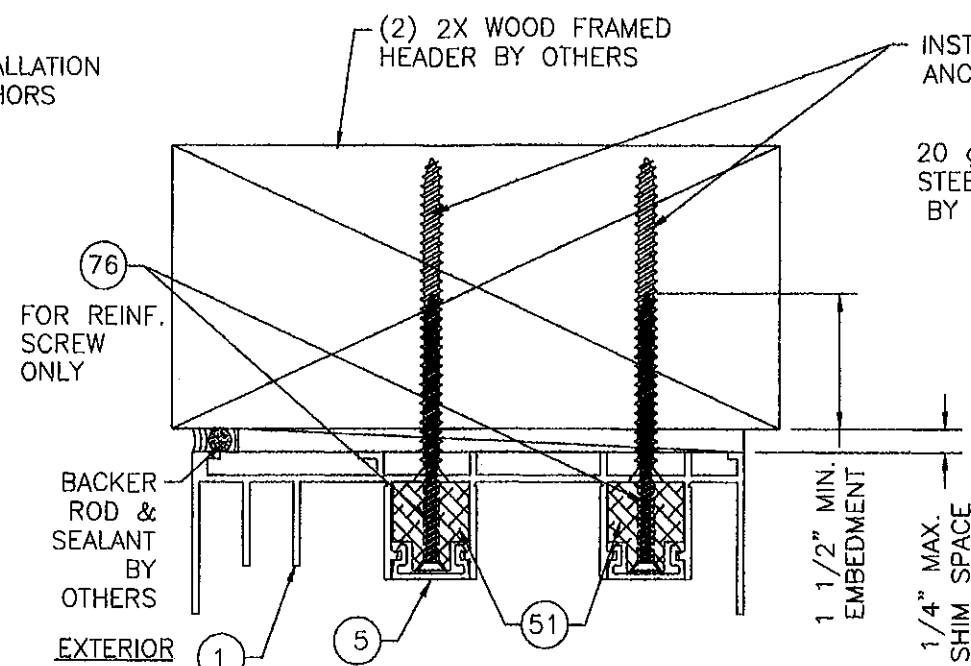 (2) 2X WOOD FRAMED
HEADER BY OTHERS
ALLATION
HORS
INST
ANC
20
STEE
BY
76
FOR REINF.
SCREW
ONLY
BACKER
ROD &
SEALANT
BY
OTHERS
EXTERIOR
1
5
51
1 1/2" MIN.
EMBEDMENT
1/4" MAX.
SHIM SPACE